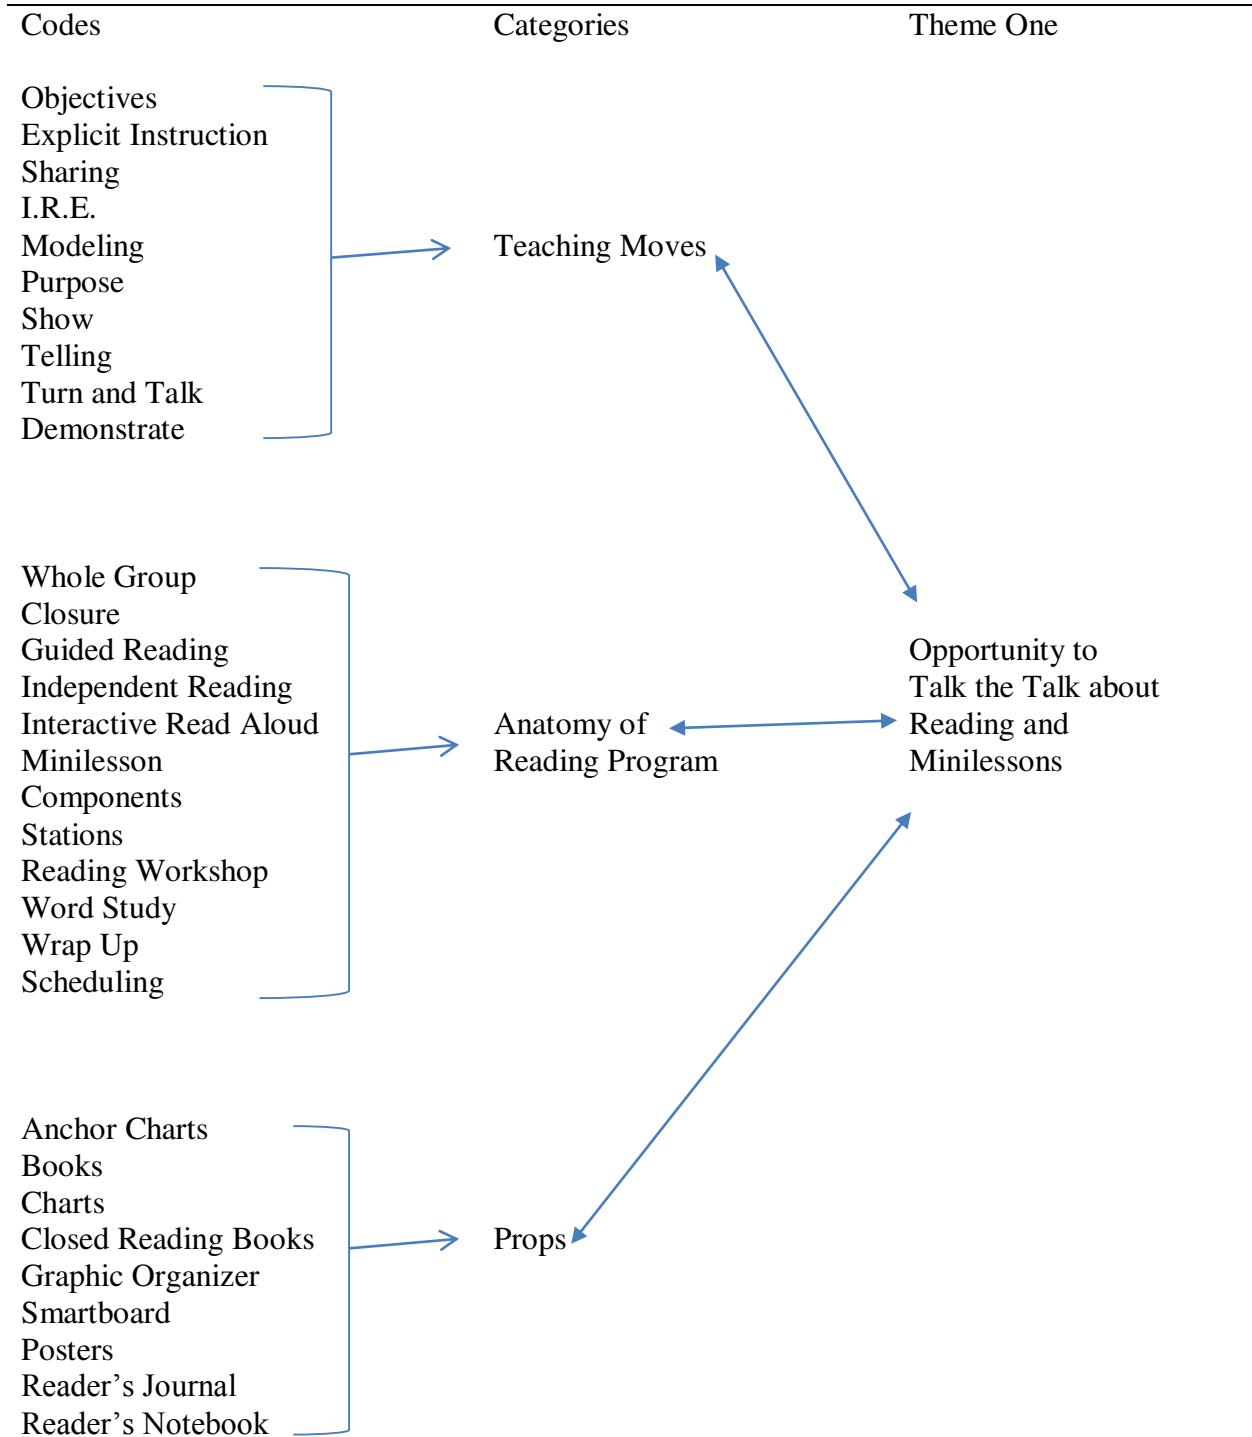 Codes Categories Theme One
Objectives
Explicit Instruction
Sharing
I.R.E.
Modeling Teaching Moves
Purpose
Show
Telling
Turn and Talk
Demonstrate
Whole Group
Closure
Guided Reading Opportunity to
Independent Reading Talk the Talk about
Interactive Read Aloud Anatomy of Reading and
Minilesson Reading Program Minilessons
Components
Stations
Reading Workshop
Word Study
Wrap Up
Scheduling
Anchor Charts
Books
Charts
Closed Reading Books Props
Graphic Organizer
Smartboard
Posters
Reader’s Journal
Reader’s Notebook